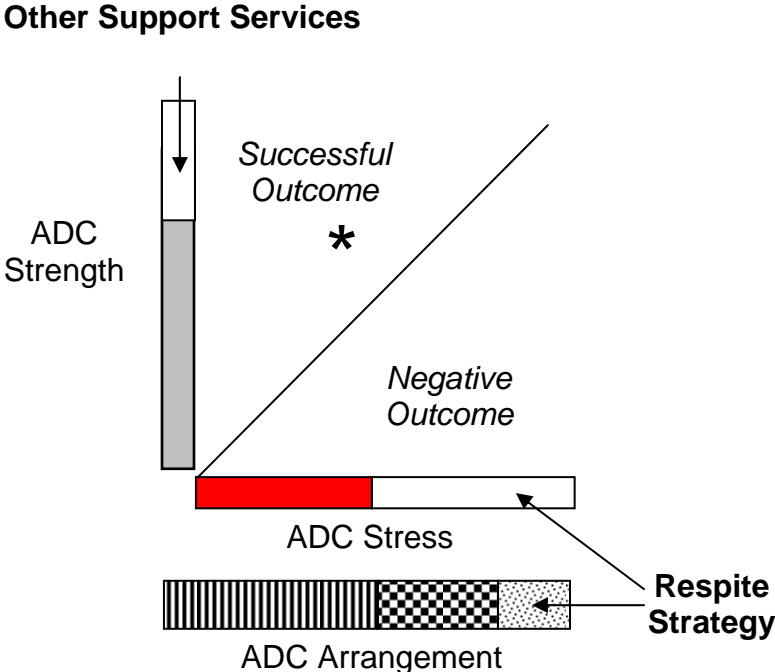 Other Support Services
Successful
Outcome
*
ADC
Strength
Negative
Outcome
ADC Stress
Respite
Strategy
ADC Arrangement